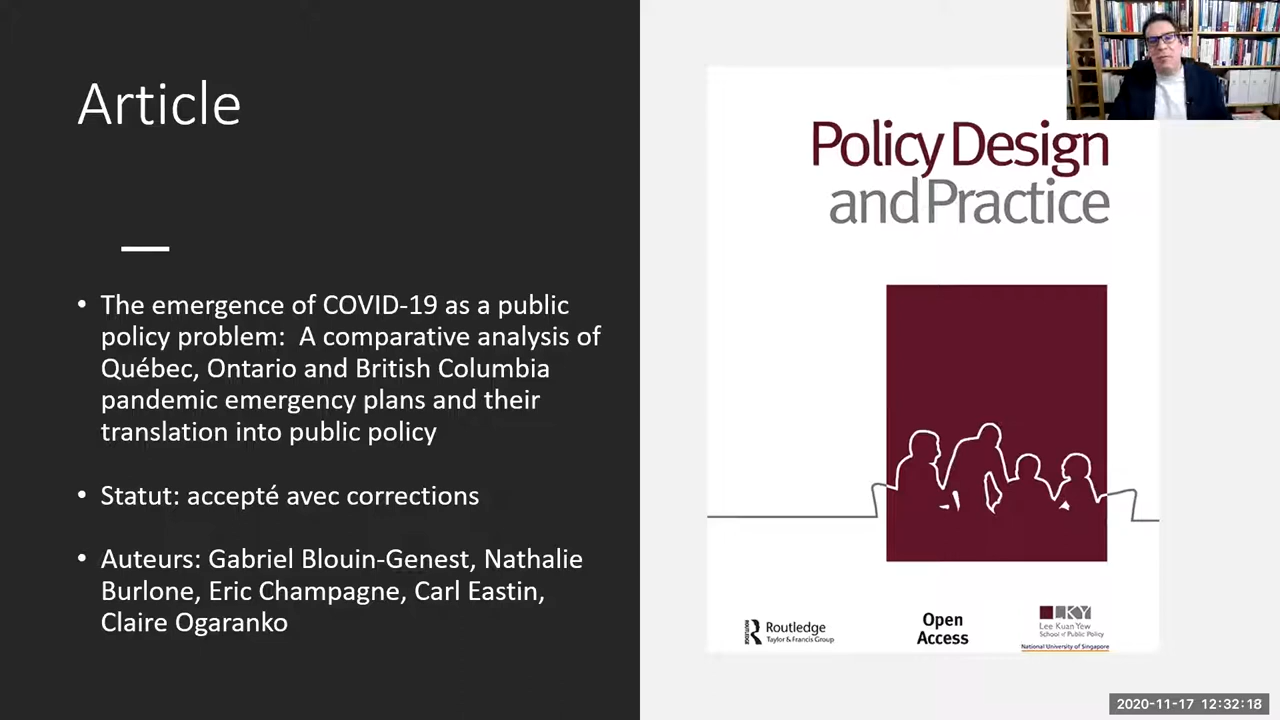 Article
• The emergence of COVID-19 as a public
policy problem:  A comparative analysis of
Québec, Ontario and British Columbia
pandemic emergency plans and their
translation into public policy
• Statut: accepté avec corrections
• Auteurs: Gabriel Blouin-Genest, Nathalie
Burlone, Eric Champagne, Carl Eastin,
Claire Ogaranko
Policy Design
and Practice
ROUTLEDGE
Routledge
Taylor & Francis Group
Open
Access
LKY
Lee Kuan Yew
School of Public Policy
National University of Singapore
2020-11-17 12:32:18